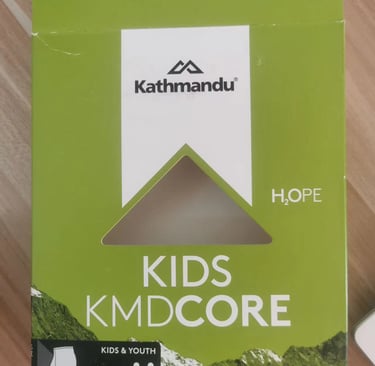 Kathmandu®
H₂OPE
KIDS
KMDCORE
KIDS & YOUTH